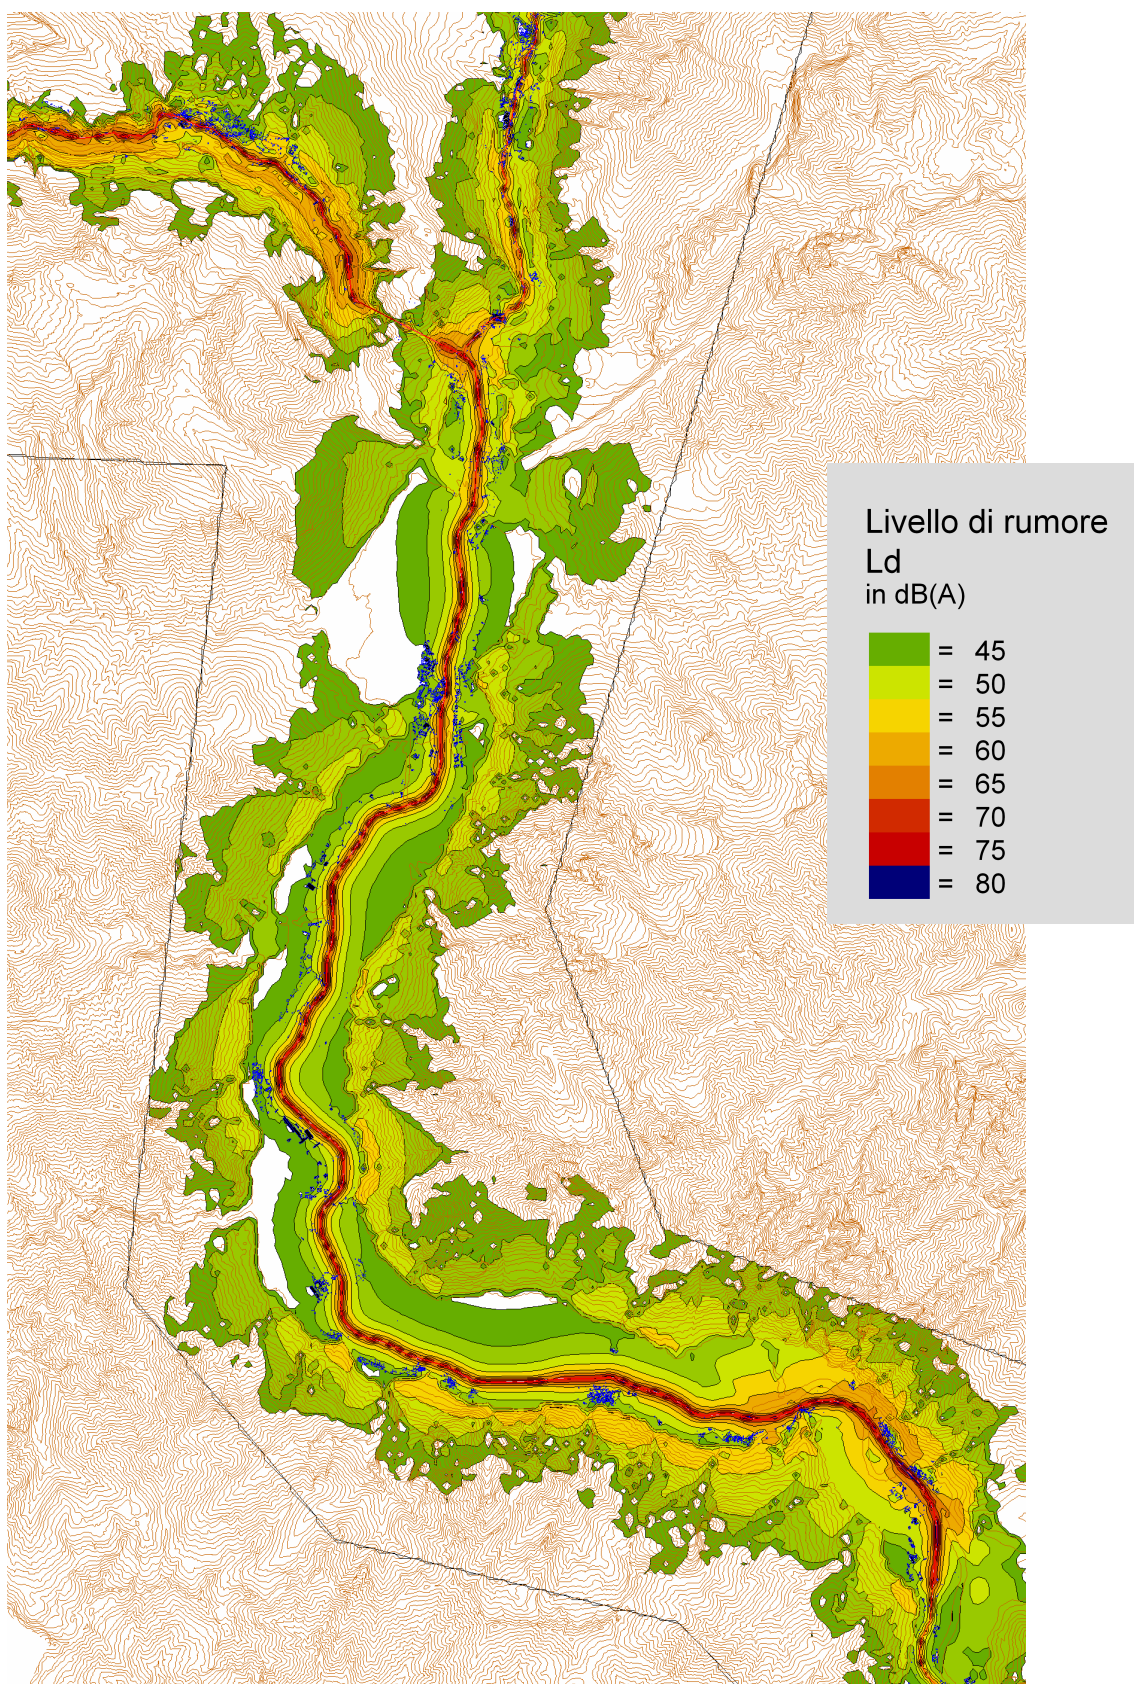 Livello di rumore
Ld
in dB(A)
= 45
= 50
= 55
= 60
= 65
= 70
= 75
= 80